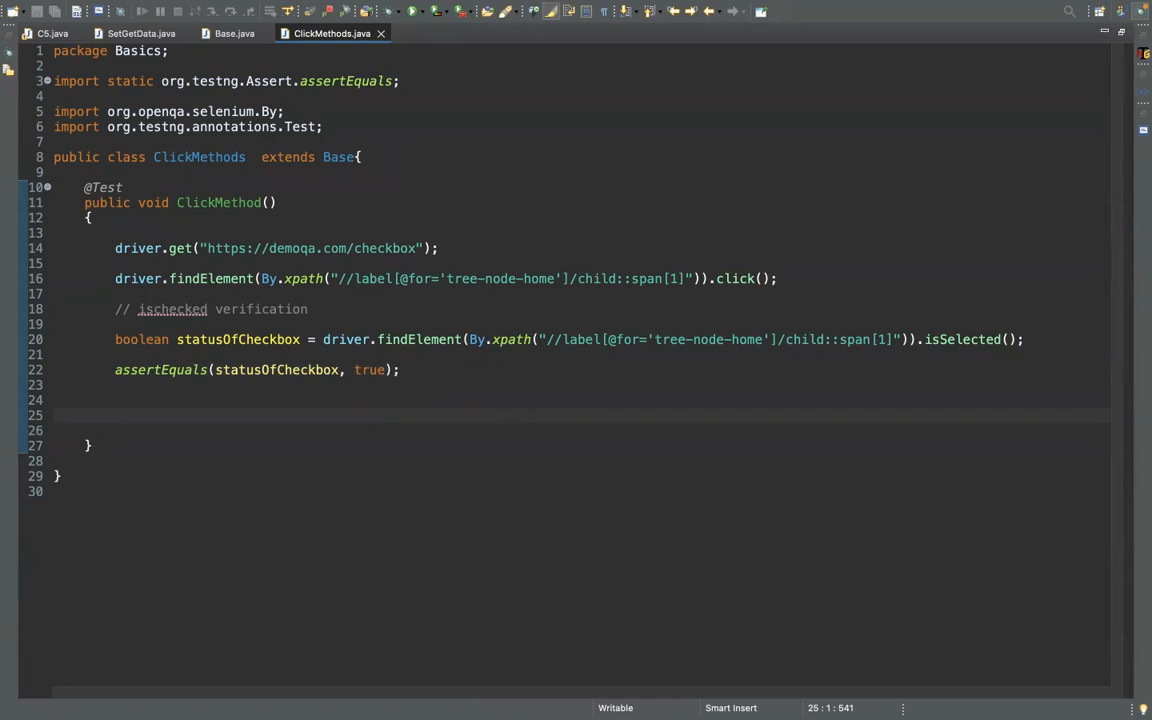 C5.java SetGetData.java Base.java ClickMethods.java
1 package Basics;
2
3 import static org.testng.Assert.assertEquals;
4
5 import org.openqa.selenium.By;
6 import org.testng.annotations.Test;
7
8 public class ClickMethods  extends Base{
9
10 @Test
11 public void ClickMethod()
12 {
13
14 driver.get("https://demoqa.com/checkbox");
15
16 driver.findElement(By.xpath("//label[@for='tree-node-home']/child::span[1]")).click();
17
18 // ischecked verification
19
20 boolean statusOfCheckbox = driver.findElement(By.xpath("//label[@for='tree-node-home']/child::span[1]")).isSelected();
21
22 assertEquals(statusOfCheckbox, true);
23
24
25
26
27 }
28
29 }
30
Writable Smart Insert 25 : 1 : 541